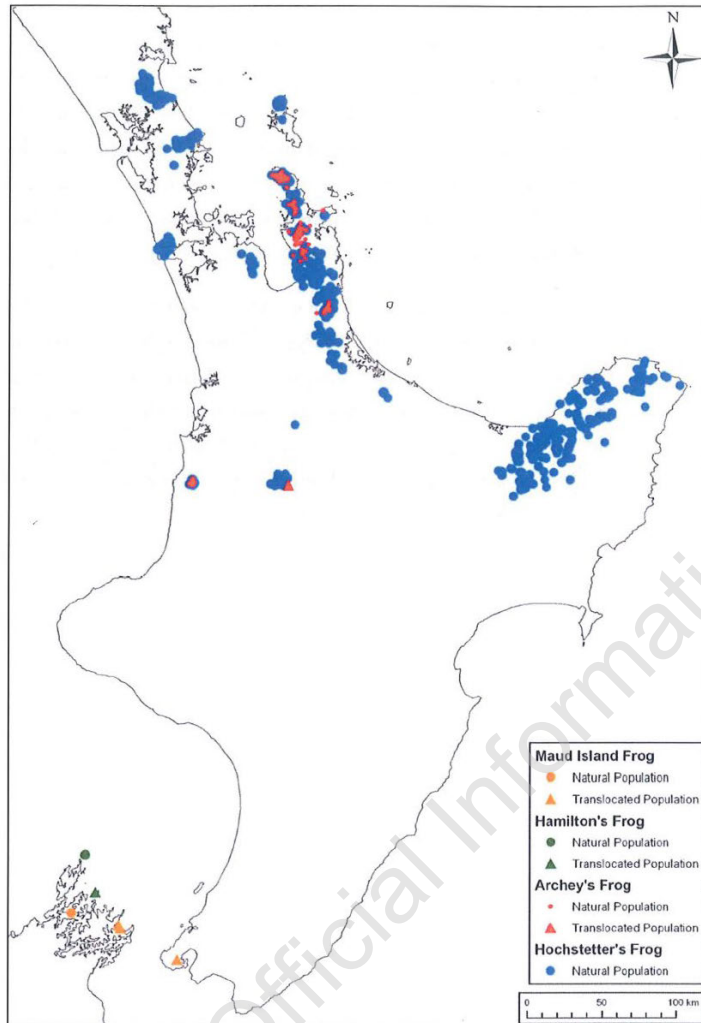 N
Maud Island Frog
Natural Population
Translocated Population
Hamilton's Frog
Natural Population
Translocated Population
Archey's Frog
Natural Population
Translocated Population
Hochstetter's Frog
Natural Population
0 50 100 km
Official Informati